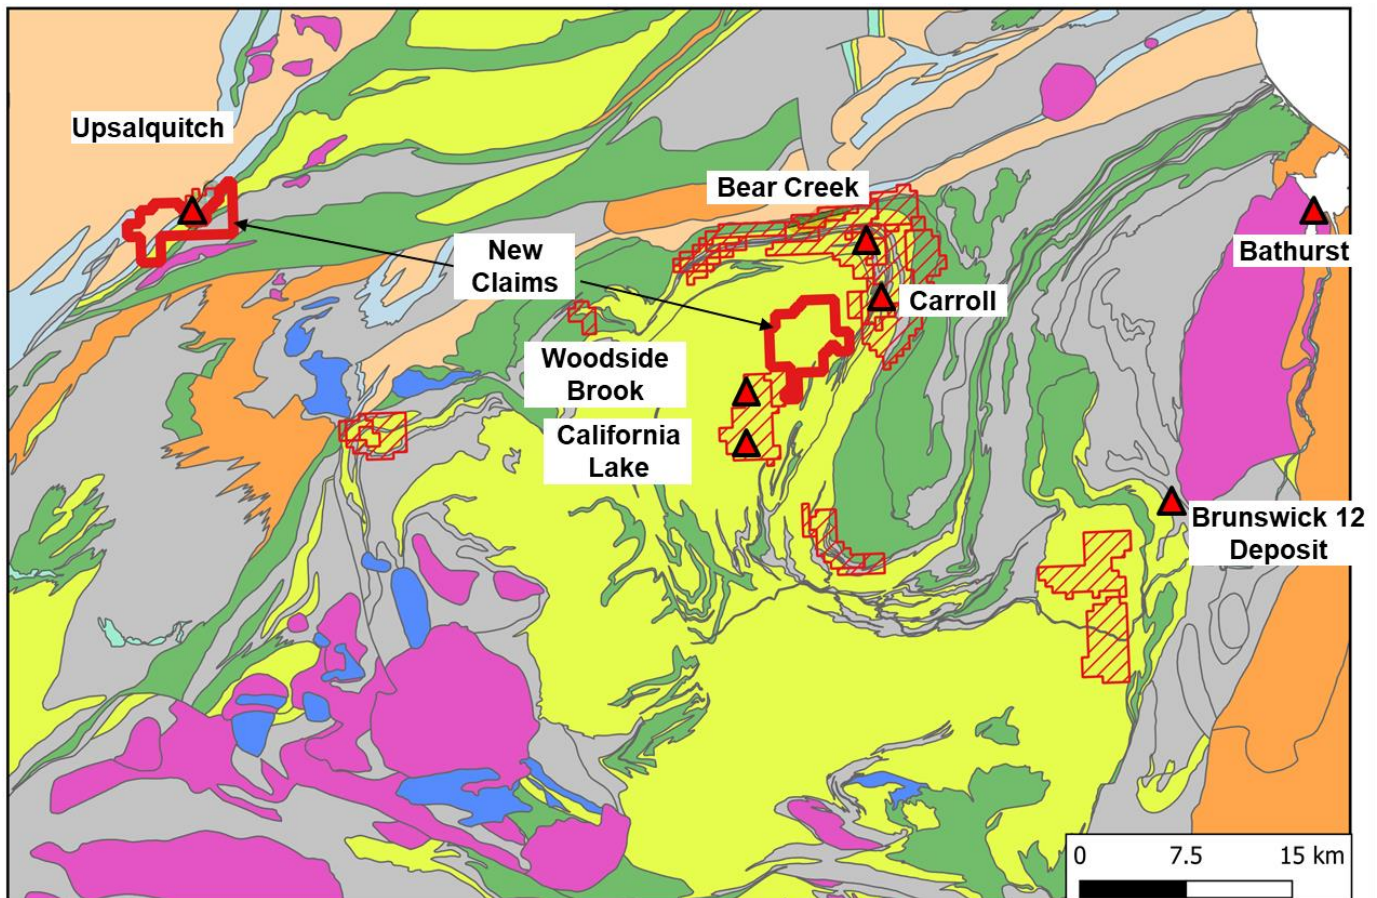 Upsalquitch
Bear Creek
New
Claims
Bathurst
Carroll
Woodside
Brook
California
Lake
Brunswick 12
Deposit
0 7.5 15 km